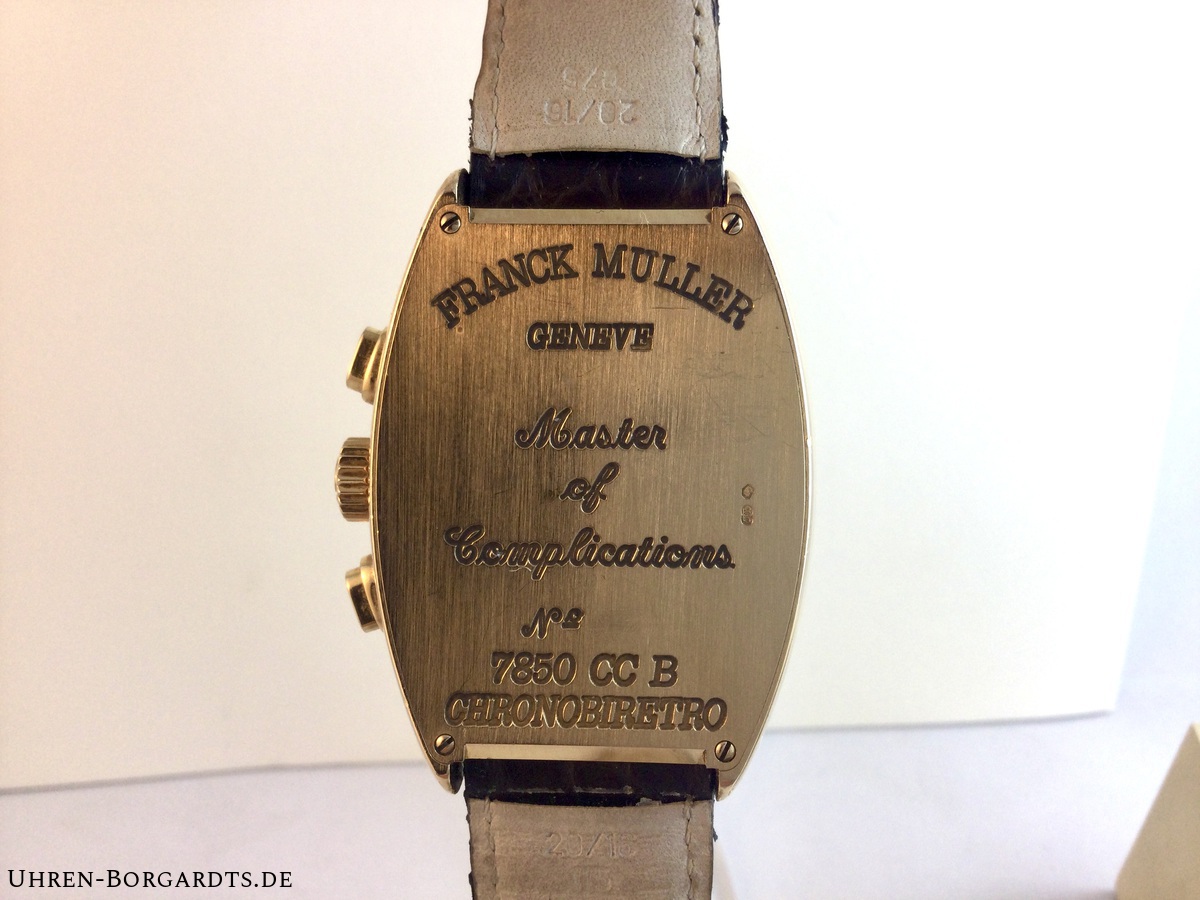 20/16
FRANCK MULLER
GENEVE
Master
of
Complications
Nº
7850 CC B
CHRONOBIRETRO
20/16
UHREN-BORGARDTS.DE